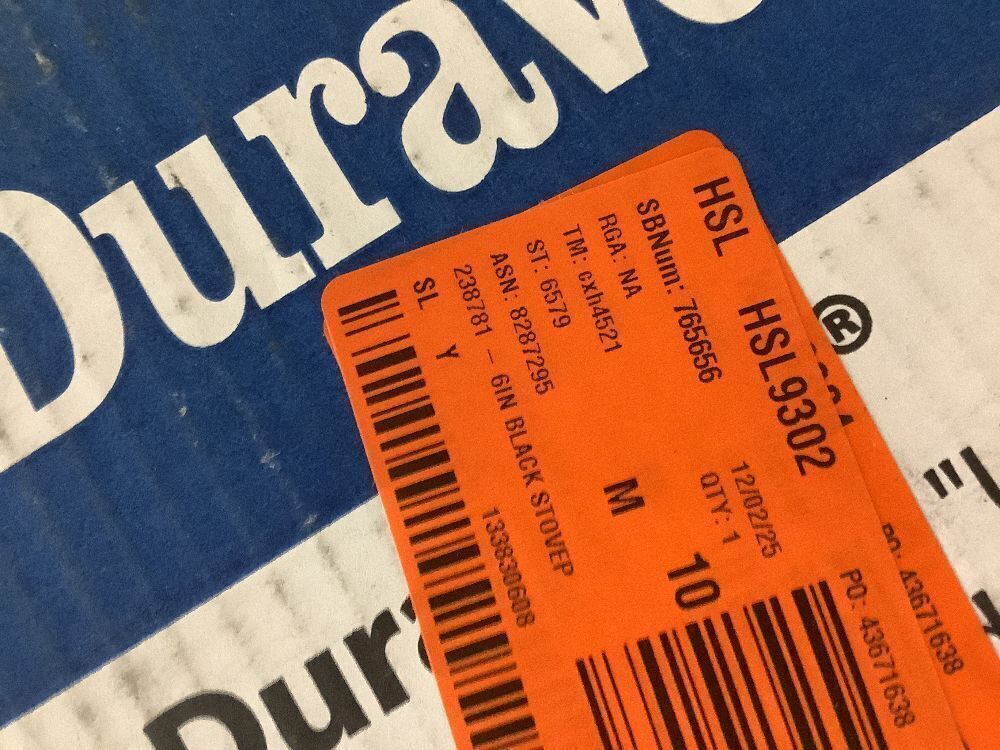 Durav
HSL HSL9302 PO: 43671638
SBNum: 765656 12/02/25
RGA: NA QTY: 1
TM: cxh4521 M 10
ST: 6579
ASN: 8287295
238781 - 6IN BLACK STOVEP
SL Y 133830608
PO: 43671638
®
Dura